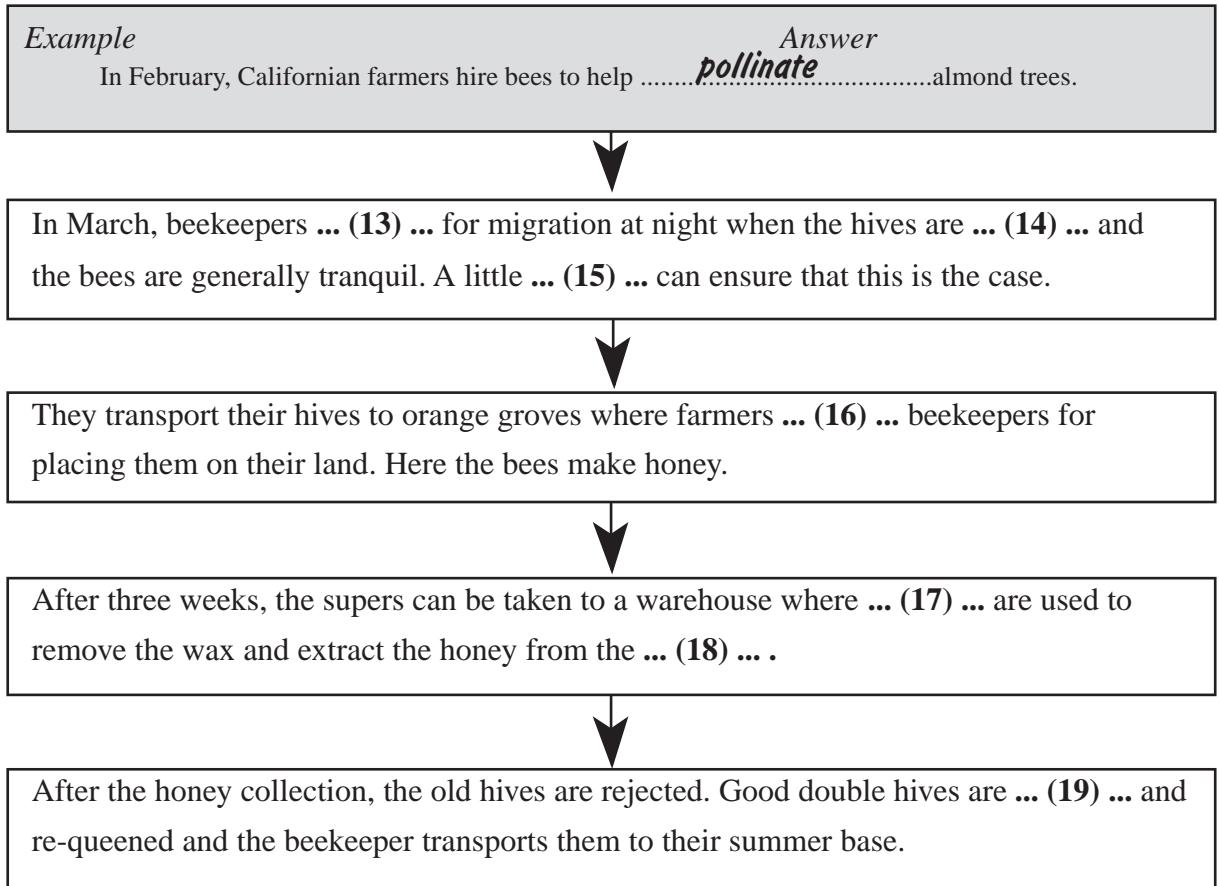 Example Answer
In February, Californian farmers hire bees to help ........pollinate................................almond trees.
In March, beekeepers ... (13) ... for migration at night when the hives are ... (14) ... and
the bees are generally tranquil. A little ... (15) ... can ensure that this is the case.
They transport their hives to orange groves where farmers ... (16) ... beekeepers for
placing them on their land. Here the bees make honey.
After three weeks, the supers can be taken to a warehouse where ... (17) ... are used to
remove the wax and extract the honey from the ... (18) ... .
After the honey collection, the old hives are rejected. Good double hives are ... (19) ... and
re-queened and the beekeeper transports them to their summer base.